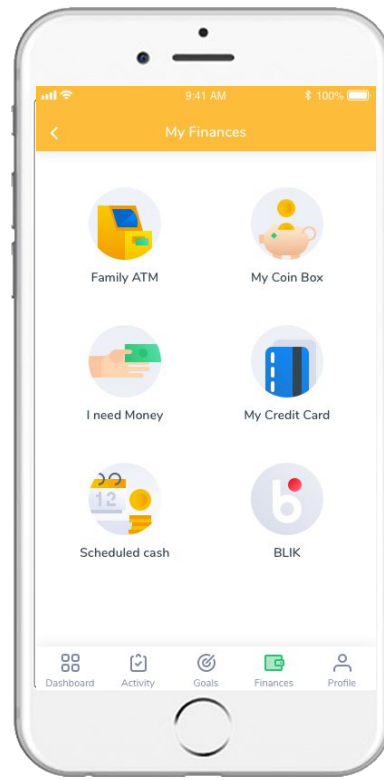 9:41 AM 100%
My Finances
Family ATM My Coin Box
I need Money My Credit Card
12
Scheduled cash BLIK
Dashboard Activity Goals Finances Profile